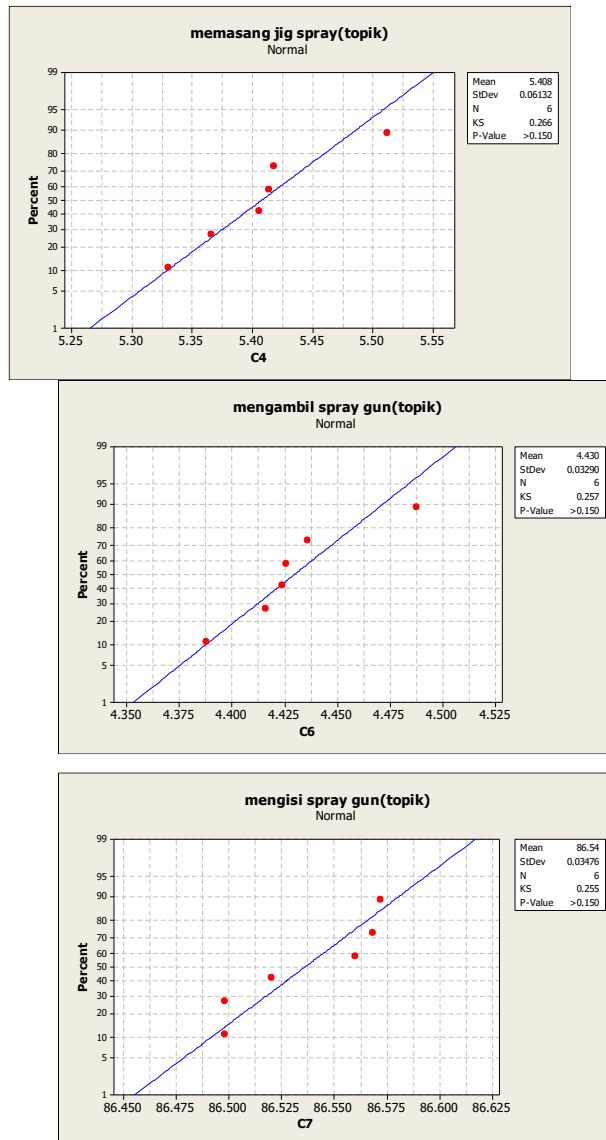 memasang jig spray(topik)
Normal
Mean 5.408
StDev 0.06132
N 6
KS 0.266
P-Value >0.150
Percent
99
95
90
80
70
60
50
40
30
20
10
5
1
5.25 5.30 5.35 5.40 5.45 5.50 5.55
C4
mengambil spray gun(topik)
Normal
Mean 4.430
StDev 0.03290
N 6
KS 0.257
P-Value >0.150
Percent
99
95
90
80
70
60
50
40
30
20
10
5
1
4.350 4.375 4.400 4.425 4.450 4.475 4.500 4.525
C6
mengisi spray gun(topik)
Normal
Mean 86.54
StDev 0.03476
N 6
KS 0.255
P-Value >0.150
Percent
99
95
90
80
70
60
50
40
30
20
10
5
1
86.450 86.475 86.500 86.525 86.550 86.575 86.600 86.625
C7